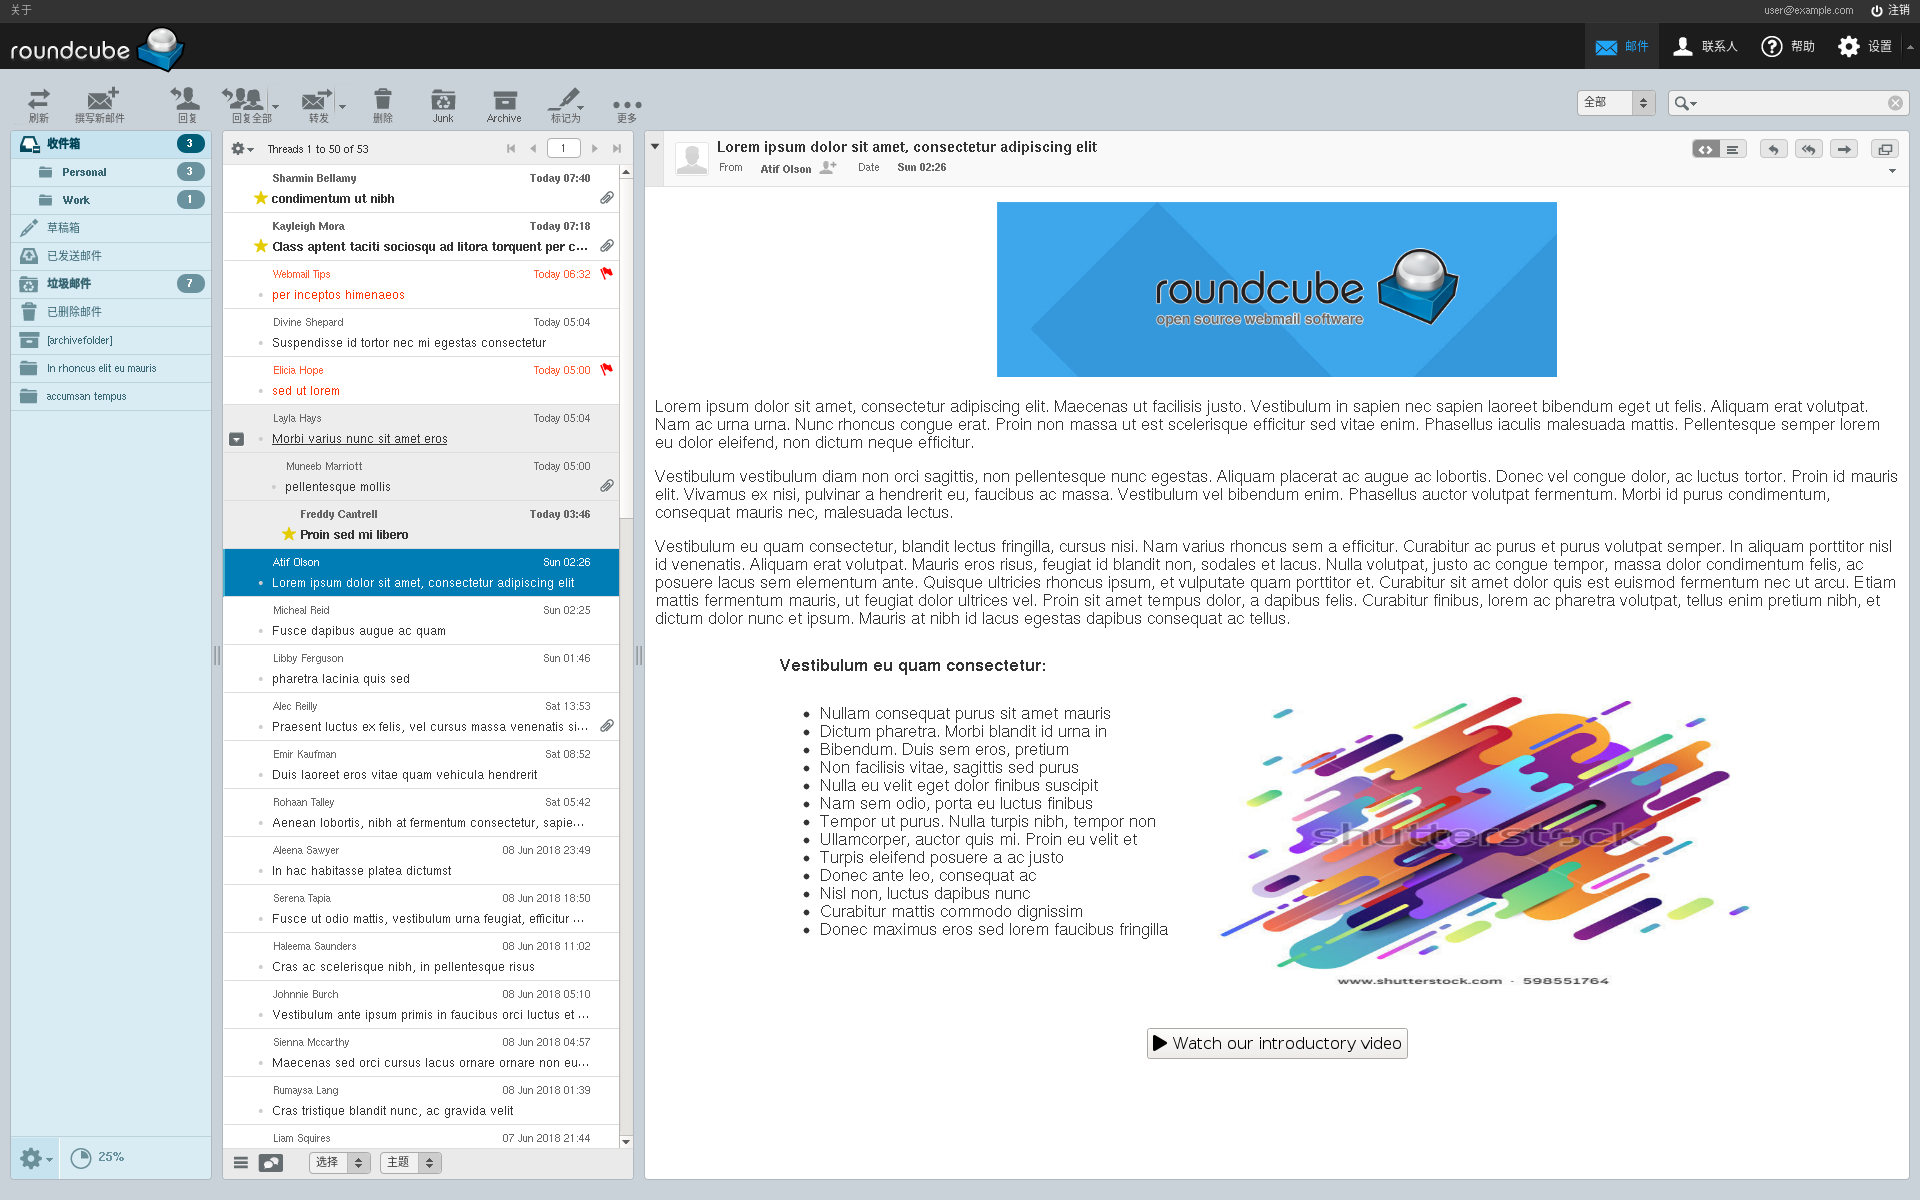 关于
user@example.com
注销
roundcube
邮件
联系人
帮助
设置
刷新
撰写新邮件
回复
回复全部
转发
删除
Junk
Archive
标记为
更多
全部
收件箱 3
Personal 3
Work 1
草稿箱
已发送邮件
垃圾邮件 7
已删除邮件
[archivefolder]
In rhoncus elit eu mauris
accumsan tempus
25%
Threads 1 to 50 of 53
1
Sharmin Bellamy Today 07:40
condimentum ut nibh
Kayleigh Mora Today 07:18
Class aptent taciti sociosqu ad litora torquent per c...
Webmail Tips Today 06:32
per inceptos himenaeos
Divine Shepard Today 05:04
Suspendisse id tortor nec mi egestas consectetur
Elicia Hope Today 05:00
sed ut lorem
Layla Hays Today 05:04
Morbi varius nunc sit amet eros
Muneeb Marriott Today 05:00
pellentesque mollis
Freddy Cantrell Today 03:46
Proin sed mi libero
Atif Olson Sun 02:26
Lorem ipsum dolor sit amet, consectetur adipiscing elit
Micheal Reid Sun 02:25
Fusce dapibus augue ac quam
Libby Ferguson Sun 01:46
pharetra lacinia quis sed
Alec Reilly Sat 13:53
Praesent luctus ex felis, vel cursus massa venenatis si...
Emir Kaufman Sat 08:52
Duis laoreet eros vitae quam vehicula hendrerit
Rohaan Talley Sat 05:42
Aenean lobortis, nibh at fermentum consectetur, sapie...
Aleena Sawyer 08 Jun 2018 23:49
In hac habitasse platea dictumst
Serena Tapia 08 Jun 2018 18:50
Fusce ut odio mattis, vestibulum urna feugiat, efficitur ...
Haleema Saunders 08 Jun 2018 11:02
Cras ac scelerisque nibh, in pellentesque risus
Johnnie Burch 08 Jun 2018 05:10
Vestibulum ante ipsum primis in faucibus orci luctus et ...
Sienna Mccarthy 08 Jun 2018 04:57
Maecenas sed orci cursus lacus ornare ornare non eu...
Rumaysa Lang 08 Jun 2018 01:39
Cras tristique blandit nunc, ac gravida velit
Liam Squires 07 Jun 2018 21:44
选择
主题
Lorem ipsum dolor sit amet, consectetur adipiscing elit
From Atif Olson Date Sun 02:26
roundcube
open source webmail software
Lorem ipsum dolor sit amet, consectetur adipiscing elit. Maecenas ut facilisis justo. Vestibulum in sapien nec sapien laoreet bibendum eget ut felis. Aliquam erat volutpat.
Nam ac urna urna. Nunc rhoncus congue erat. Proin non massa ut est scelerisque efficitur sed vitae enim. Phasellus iaculis malesuada mattis. Pellentesque semper lorem
eu dolor eleifend, non dictum neque efficitur.
Vestibulum vestibulum diam non orci sagittis, non pellentesque nunc egestas. Aliquam placerat ac augue ac lobortis. Donec vel congue dolor, ac luctus tortor. Proin id mauris
elit. Vivamus ex nisi, pulvinar a hendrerit eu, faucibus ac massa. Vestibulum vel bibendum enim. Phasellus auctor volutpat fermentum. Morbi id purus condimentum,
consequat mauris nec, malesuada lectus.
Vestibulum eu quam consectetur, blandit lectus fringilla, cursus nisi. Nam varius rhoncus sem a efficitur. Curabitur ac purus et purus volutpat semper. In aliquam porttitor nisl
id venenatis. Aliquam erat volutpat. Mauris eros risus, feugiat id blandit non, sodales et lacus. Nulla volutpat, justo ac congue tempor, massa dolor condimentum felis, ac
posuere lacus sem elementum ante. Quisque ultricies rhoncus ipsum, et vulputate quam porttitor et. Curabitur sit amet dolor quis est euismod fermentum nec ut arcu. Etiam
mattis fermentum mauris, ut feugiat dolor ultrices vel. Proin sit amet tempus dolor, a dapibus felis. Curabitur finibus, lorem ac pharetra volutpat, tellus enim pretium nibh, et
dictum dolor nunc et ipsum. Mauris at nibh id lacus egestas dapibus consequat ac tellus.
Vestibulum eu quam consectetur:
Nullam consequat purus sit amet mauris
Dictum pharetra. Morbi blandit id urna in
Bibendum. Duis sem eros, pretium
Non facilisis vitae, sagittis sed purus
Nulla eu velit eget dolor finibus suscipit
Nam sem odio, porta eu luctus finibus
Tempor ut purus. Nulla turpis nibh, tempor non
Ullamcorper, auctor quis mi. Proin eu velit et
Turpis eleifend posuere a ac justo
Donec ante leo, consequat ac
Nisl non, luctus dapibus nunc
Curabitur mattis commodo dignissim
Donec maximus eros sed lorem faucibus fringilla
shutterstock
www.shutterstock.com - 598551764
Watch our introductory video